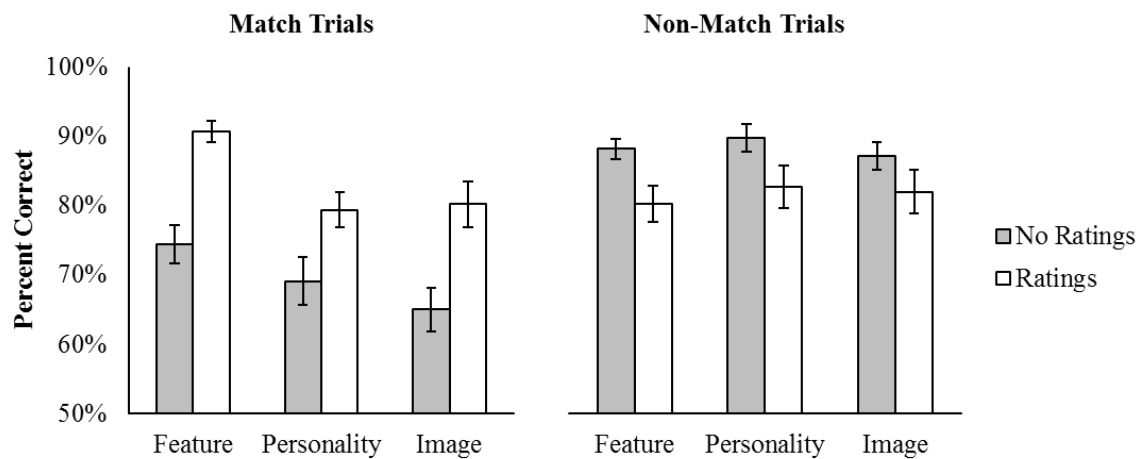 Match Trials
Non-Match Trials
Percent Correct
100%
90%
80%
70%
60%
50%
Feature Personality Image
Feature Personality Image
No Ratings
Ratings